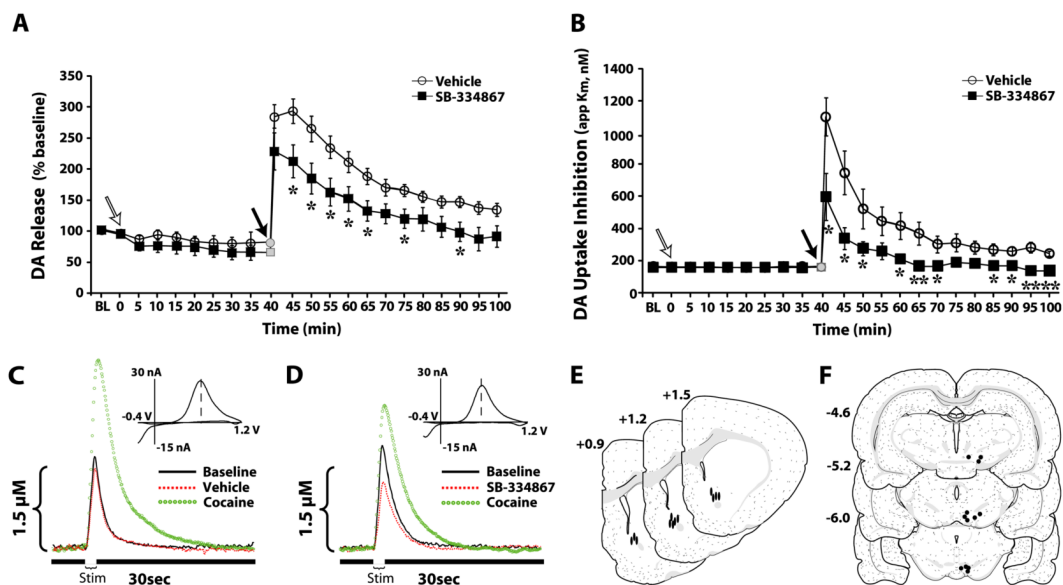 A
DA Release (% baseline)
350
300
250
200
150
100
50
0
Vehicle
SB-334867
BL 0 5 10 15 20 25 30 35 40 45 50 55 60 65 70 75 80 85 90 95 100
Time (min)
* * * * * * *
B
DA Uptake Inhibition (app Km, nM)
1400
1200
1000
800
600
400
200
0
Vehicle
SB-334867
BL 0 5 10 15 20 25 30 35 40 45 50 55 60 65 70 75 80 85 90 95 100
Time (min)
* * * * ** * * * ****
C
30 nA
-0.4 V
1.2 V
-15 nA
Baseline
Vehicle
Cocaine
1.5 µM
Stim
30sec
D
30 nA
-0.4 V
1.2 V
-15 nA
Baseline
SB-334867
Cocaine
1.5 µM
Stim
30sec
E
+1.5
+1.2
+0.9
F
-4.6
-5.2
-6.0